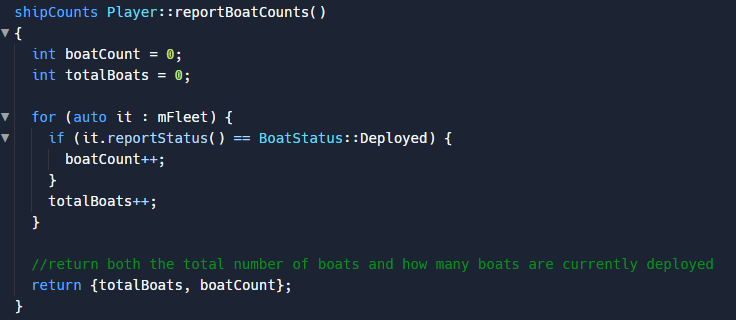 shipCounts Player::reportBoatCounts()
{
int boatCount = 0;
int totalBoats = 0;
for (auto it : mFleet) {
if (it.reportStatus() == BoatStatus::Deployed) {
boatCount++;
}
totalBoats++;
}
//return both the total number of boats and how many boats are currently deployed
return {totalBoats, boatCount};
}